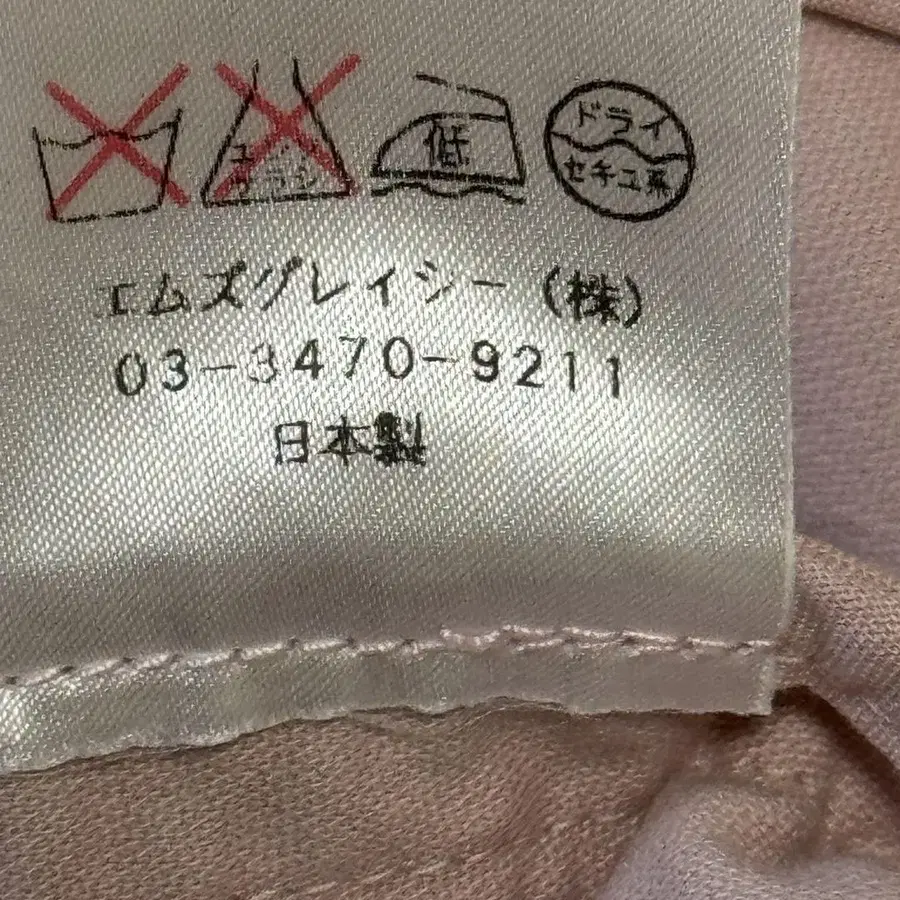 低 ドライ
セキユ系
エムズグレイシー(株)
03-3470-9211
日本製